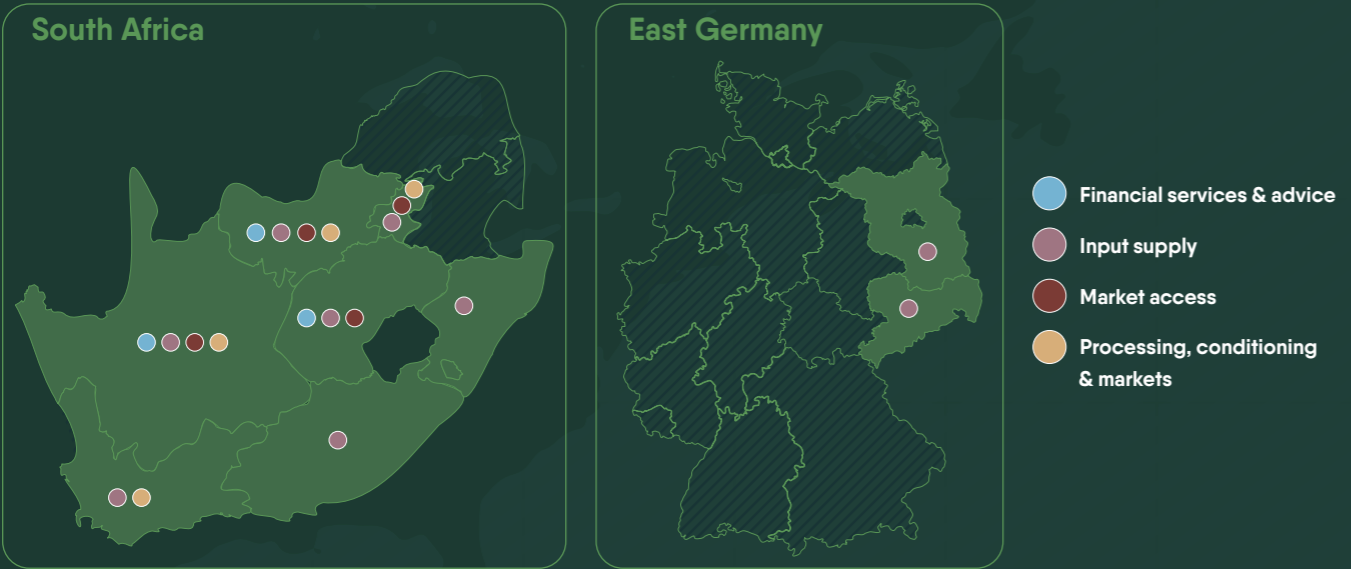 South Africa
East Germany
Financial services & advice
Input supply
Market access
Processing, conditioning
& markets